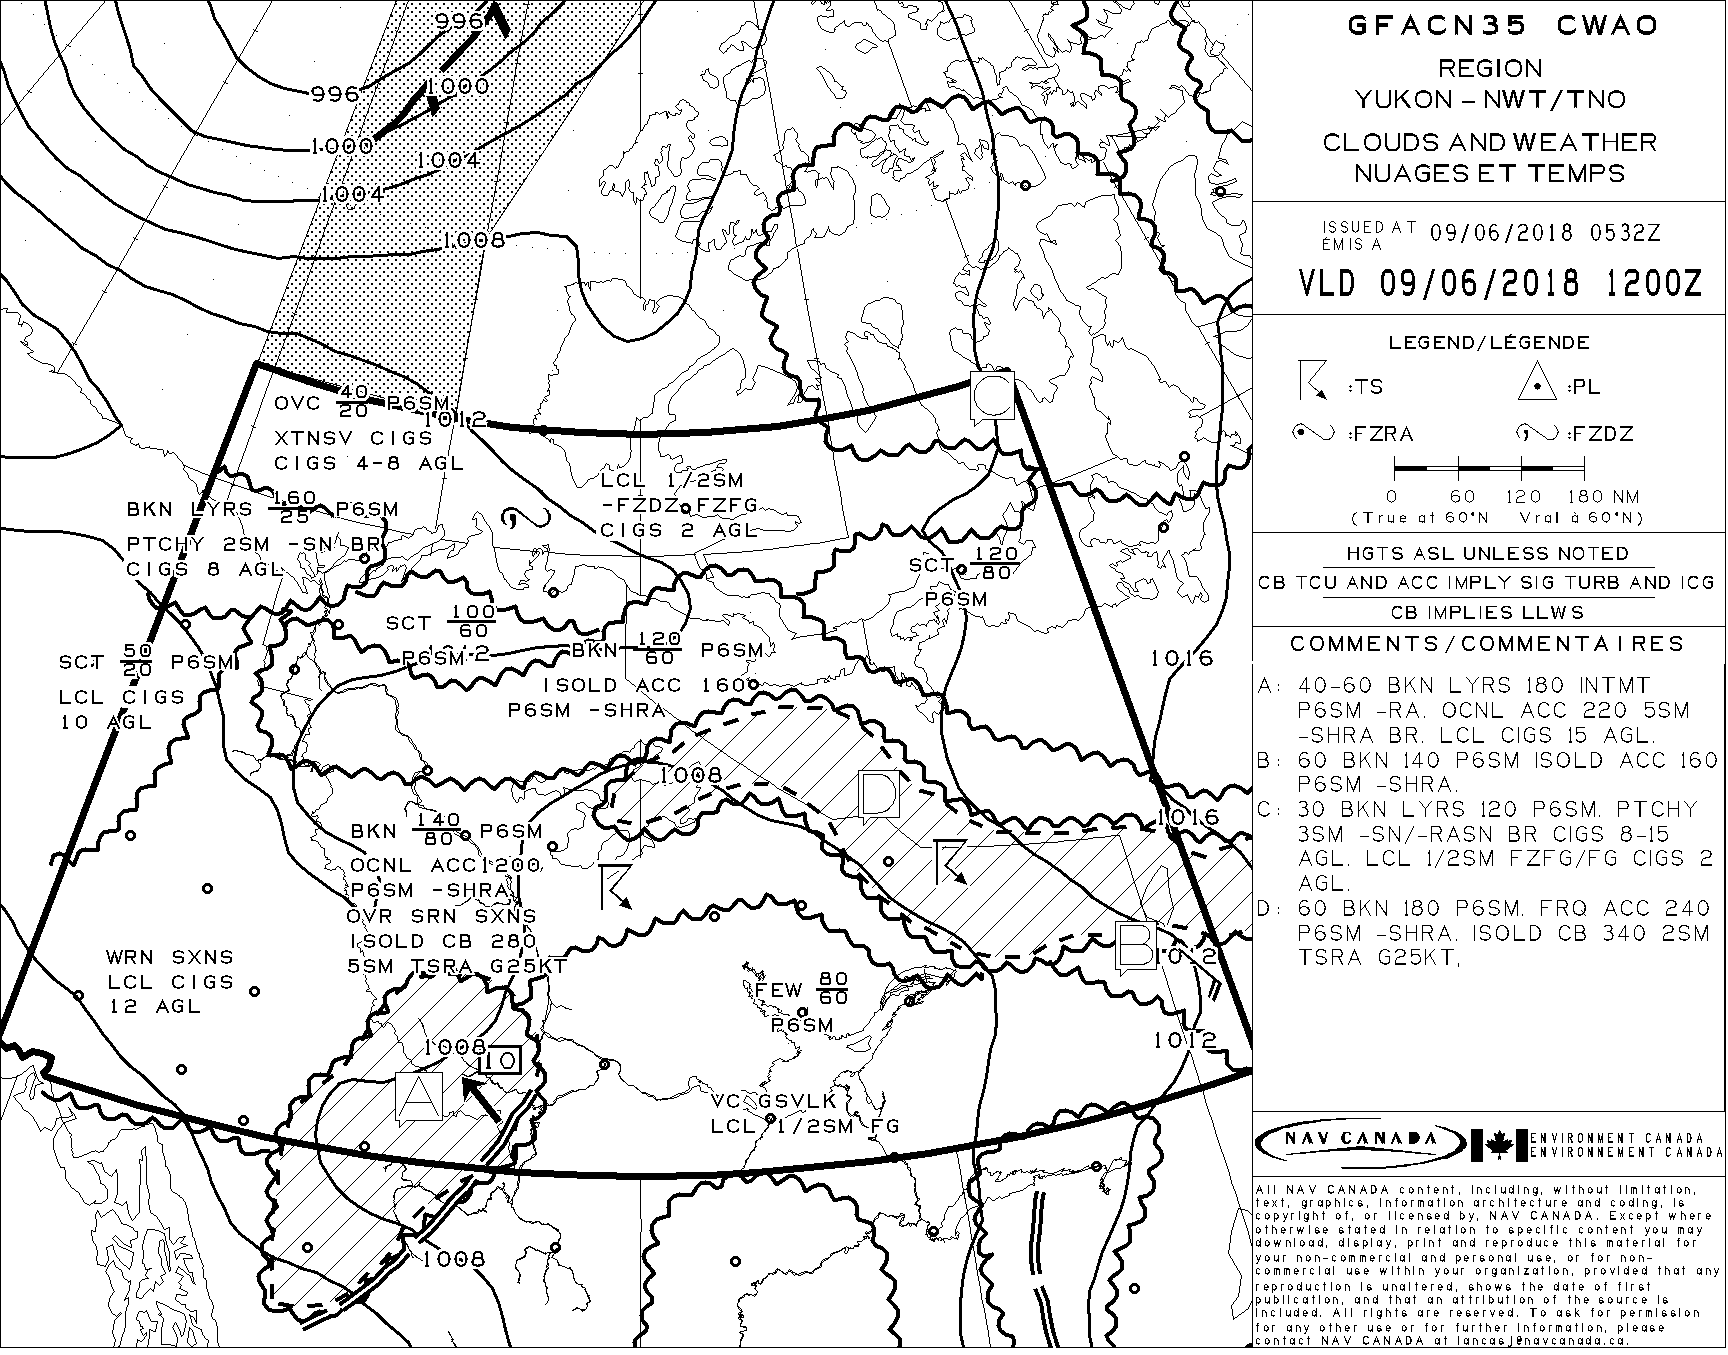 996
996
1000
1000
1004
1004
1008
OVC 40/20 P6SM
1012
XTNSV CIGS
CIGS 4-8 AGL
BKN LYRS 160/25 P6SM
PTCHY 2SM -SN BR
CIGS 8 AGL
LCL 1/2SM
-FZDZ FZFG
CIGS 2 AGL
C
SCT 120/80
P6SM
SCT 100/60
P6SM
BKN 120/60 P6SM
ISOLD ACC 160
P6SM -SHRA
SCT 50/20 P6SM
LCL CIGS
10 AGL
1016
1008
D
1016
BKN 140/80 P6SM
OCNL ACC 200
P6SM -SHRA
OVR SRN SXNS
ISOLD CB 280
5SM TSRA G25KT
WRN SXNS
LCL CIGS
12 AGL
B
1012
FEW 80/60
P6SM
1012
1008
10
A
VC GSVLK
LCL 1/2SM FG
1008
GFACN35 CWAO
REGION
YUKON – NWT/TNO
CLOUDS AND WEATHER
NUAGES ET TEMPS
ISSUED AT
ÉMIS A
09/06/2018 0532Z
VLD 09/06/2018 1200Z
LEGEND/LÉGENDE
:TS
:PL
:FZRA
:FZDZ
0 60 120 180 NM
(True at 60°N Vrai à 60°N)
HGTS ASL UNLESS NOTED
CB TCU AND ACC IMPLY SIG TURB AND ICG
CB IMPLIES LLWS
COMMENTS/COMMENTAIRES
A: 40-60 BKN LYRS 180 INTMT
P6SM -RA. OCNL ACC 220 5SM
-SHRA BR. LCL CIGS 15 AGL.
B: 60 BKN 140 P6SM ISOLD ACC 160
P6SM -SHRA.
C: 30 BKN LYRS 120 P6SM. PTCHY
3SM -SN/-RASN BR CIGS 8-15
AGL. LCL 1/2SM FZFG/FG CIGS 2
AGL.
D: 60 BKN 180 P6SM. FRQ ACC 240
P6SM -SHRA. ISOLD CB 340 2SM
TSRA G25KT.
NAV CANADA
ENVIRONMENT CANADA
ENVIRONNEMENT CANADA
All NAV CANADA content, including, without limitation,
text, graphics, information architecture and coding, is
copyright of, or licensed by, NAV CANADA. Except where
otherwise stated in relation to specific content you may
download, display, print and reproduce this material for
your non-commercial and personal use, or for non-
commercial use within your organization, provided that any
reproduction is unaltered, shows the date of first
publication, and that an attribution of the source is
included. All rights are reserved. To ask for permission
for any other use or for further information, please
contact NAV CANADA at lancasj@navcanada.ca.